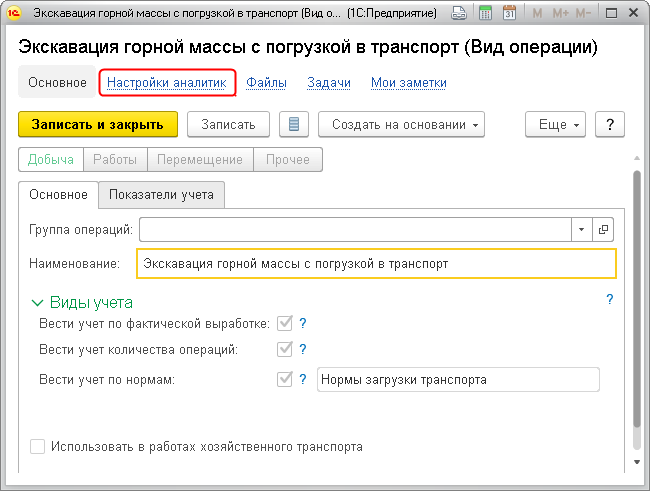 Экскавация горной массы с погрузкой в транспорт (Вид о... (1С:Предприятие)
M M+ M-
Экскавация горной массы с погрузкой в транспорт (Вид операции)
Основное Настройки аналитик Файлы Задачи Мои заметки
Записать и закрыть Записать Создать на основании Еще ?
Добыча Работы Перемещение Прочее
Основное Показатели учета
Группа операций:
Наименование: Экскавация горной массы с погрузкой в транспорт
Виды учета ?
Вести учет по фактической выработке: ?
Вести учет количества операций: ?
Вести учет по нормам: ? Нормы загрузки транспорта
Использовать в работах хозяйственного транспорта